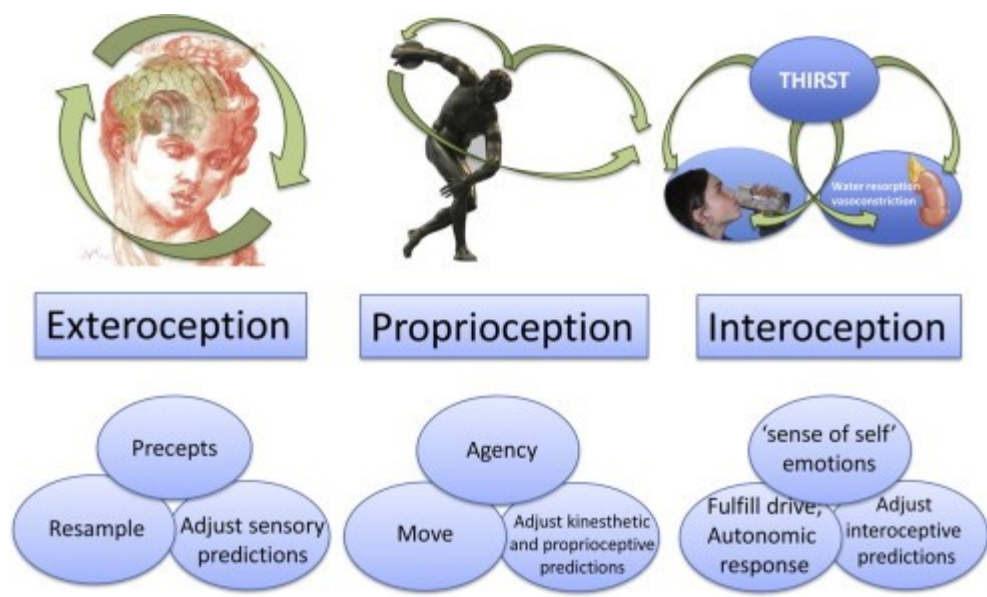 THIRST
Water resorption
vasoconstriction
Exteroception
Proprioception
Interoception
Precepts
Resample
Adjust sensory
predictions
Agency
Move
Adjust kinesthetic
and proprioceptive
predictions
'sense of self'
emotions
Fulfill drive;
Autonomic
response
Adjust
interoceptive
predictions